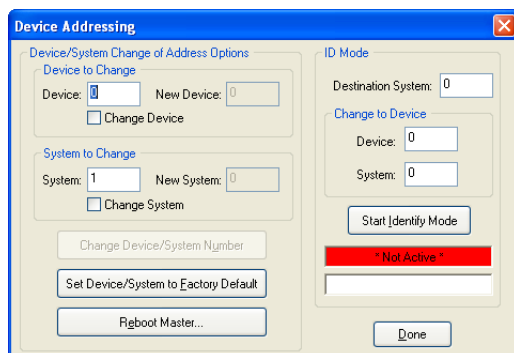 Device Addressing
Device/System Change of Address Options
Device to Change
Device: 0 New Device: 0
Change Device
System to Change
System: 1 New System: 0
Change System
Change Device/System Number
Set Device/System to Factory Default
Reboot Master...
ID Mode
Destination System: 0
Change to Device
Device: 0
System: 0
Start Identify Mode
* Not Active *
Done